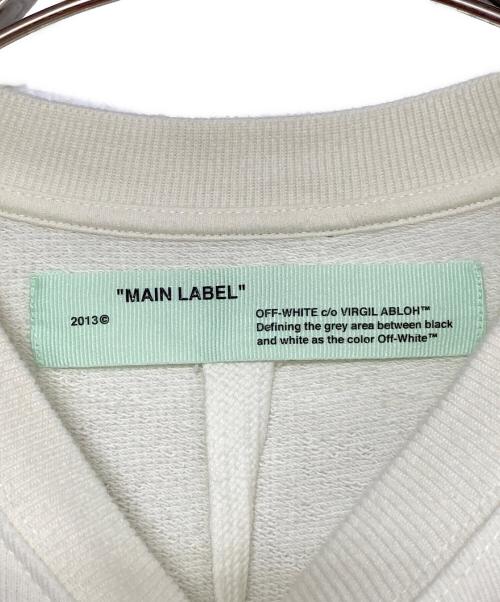 "MAIN LABEL"
2013©
OFF-WHITE c/o VIRGIL ABLOH™
Defining the grey area between black
and white as the color Off-White™